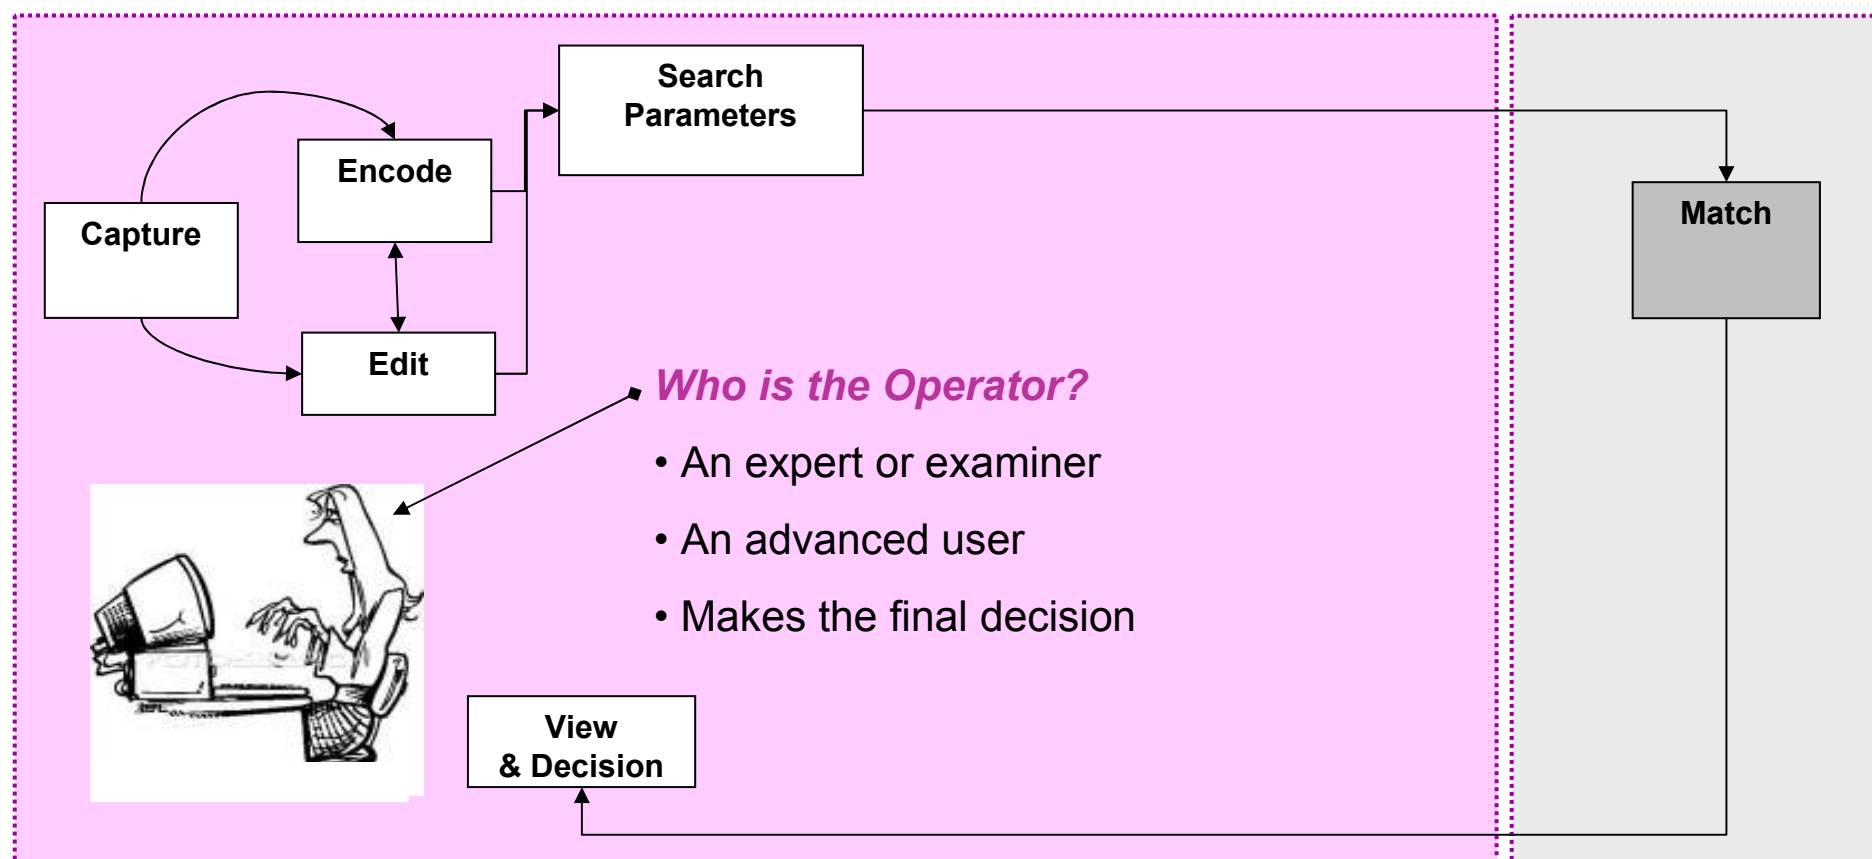 Search
Parameters
Encode
Capture
Match
Edit
Who is the Operator?
• An expert or examiner
• An advanced user
• Makes the final decision
View
& Decision